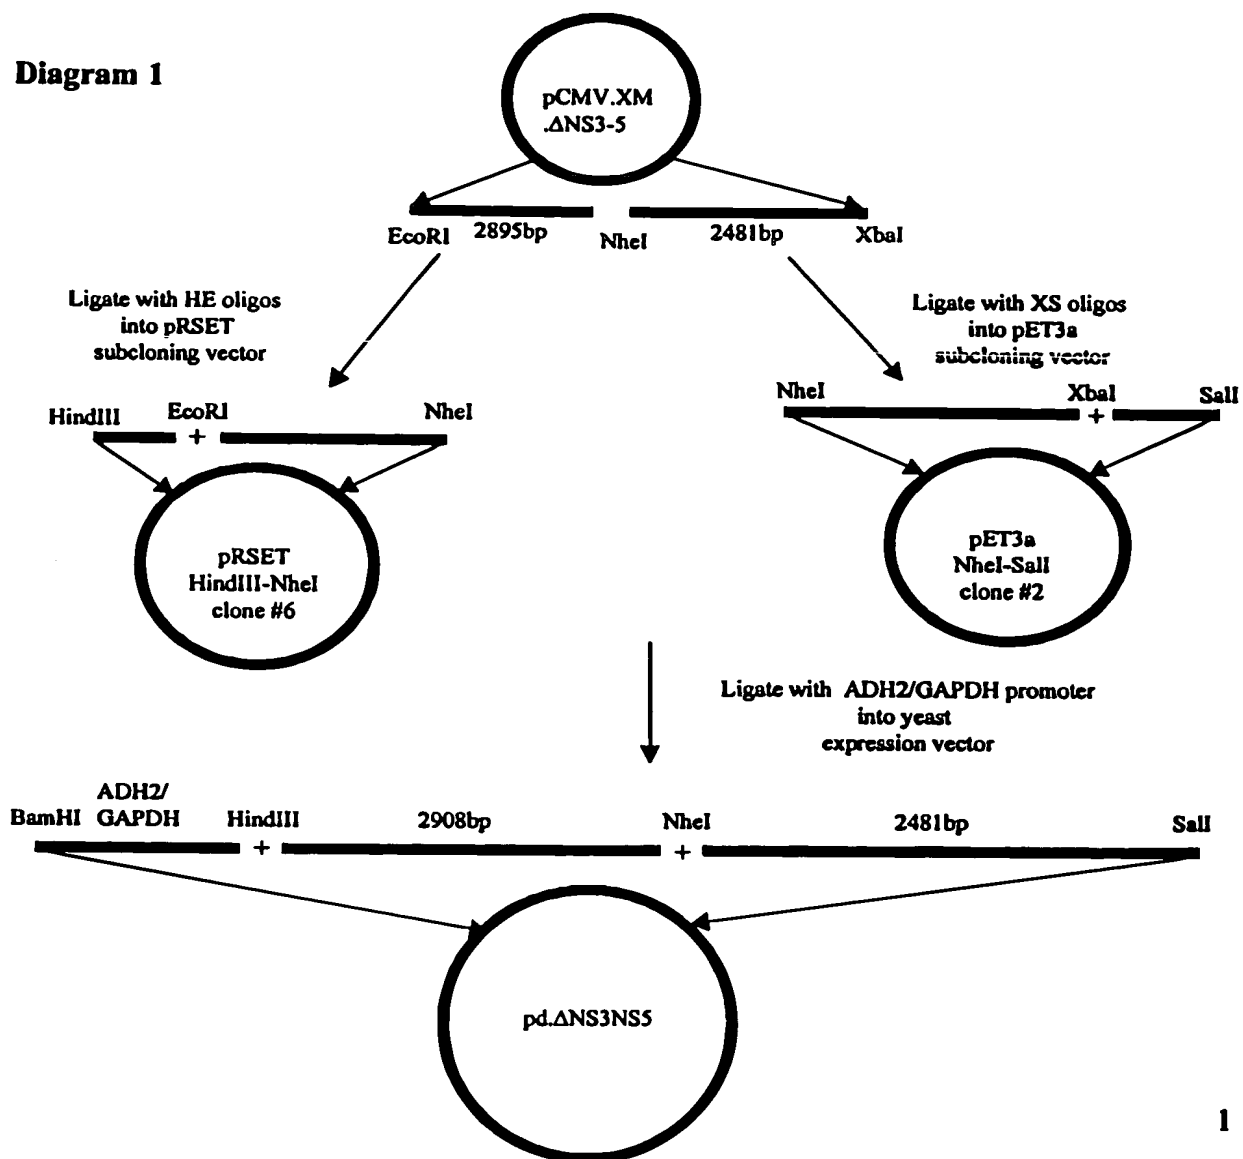 Diagram 1
pCMV.XM
.ΔNS3-5
EcoRI
2895bp
NheI
2481bp
XbaI
Ligate with HE oligos
into pRSET
subcloning vector
Ligate with XS oligos
into pET3a
subcloning vector
HindIII
EcoRI
+
NheI
NheI
XbaI
+
SalI
pRSET
HindIII-NheI
clone #6
pET3a
NheI-SalI
clone #2
Ligate with ADH2/GAPDH promoter
into yeast
expression vector
BamHI
ADH2/
GAPDH
HindIII
+
2908bp
NheI
+
2481bp
SalI
pd.ΔNS3NS5
1